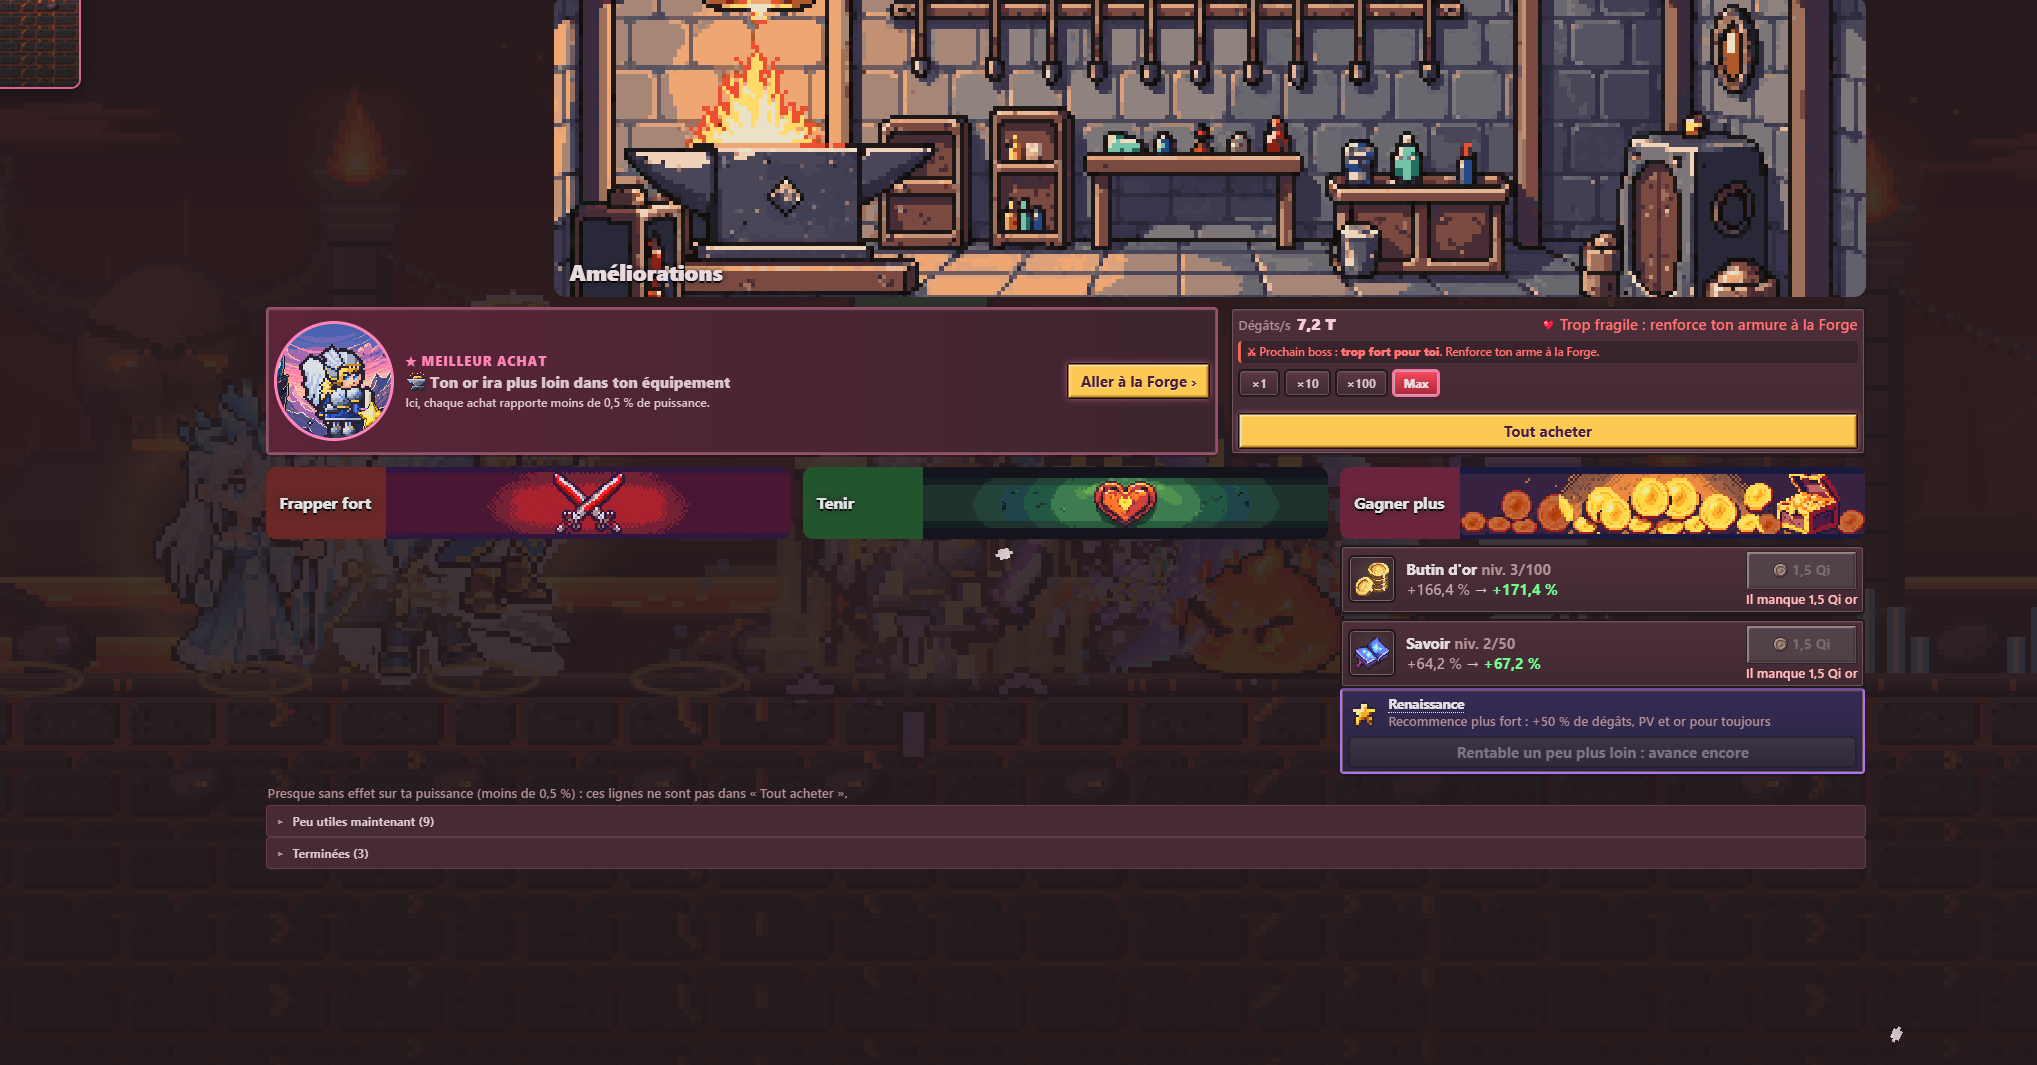 Améliorations
★ MEILLEUR ACHAT
Ton or ira plus loin dans ton équipement
Ici, chaque achat rapporte moins de 0,5 % de puissance.
Aller à la Forge ›
Dégâts/s 7,2 T
Trop fragile : renforce ton armure à la Forge
Prochain boss : trop fort pour toi. Renforce ton arme à la Forge.
×1
×10
×100
Max
Tout acheter
Frapper fort
Tenir
Gagner plus
Butin d'or niv. 3/100
+166,4 % → +171,4 %
1,5 Qi
Il manque 1,5 Qi or
Savoir niv. 2/50
+64,2 % → +67,2 %
1,5 Qi
Il manque 1,5 Qi or
Renaissance
Recommence plus fort : +50 % de dégâts, PV et or pour toujours
Rentable un peu plus loin : avance encore
Presque sans effet sur ta puissance (moins de 0,5 %) : ces lignes ne sont pas dans « Tout acheter ».
▸ Peu utiles maintenant (9)
▸ Terminées (3)